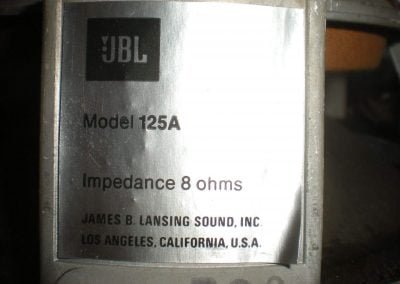 JBL
Model 125A
Impedance 8 ohms
JAMES B. LANSING SOUND, INC
LOS ANGELES, CALIFORNIA, U.S.A.